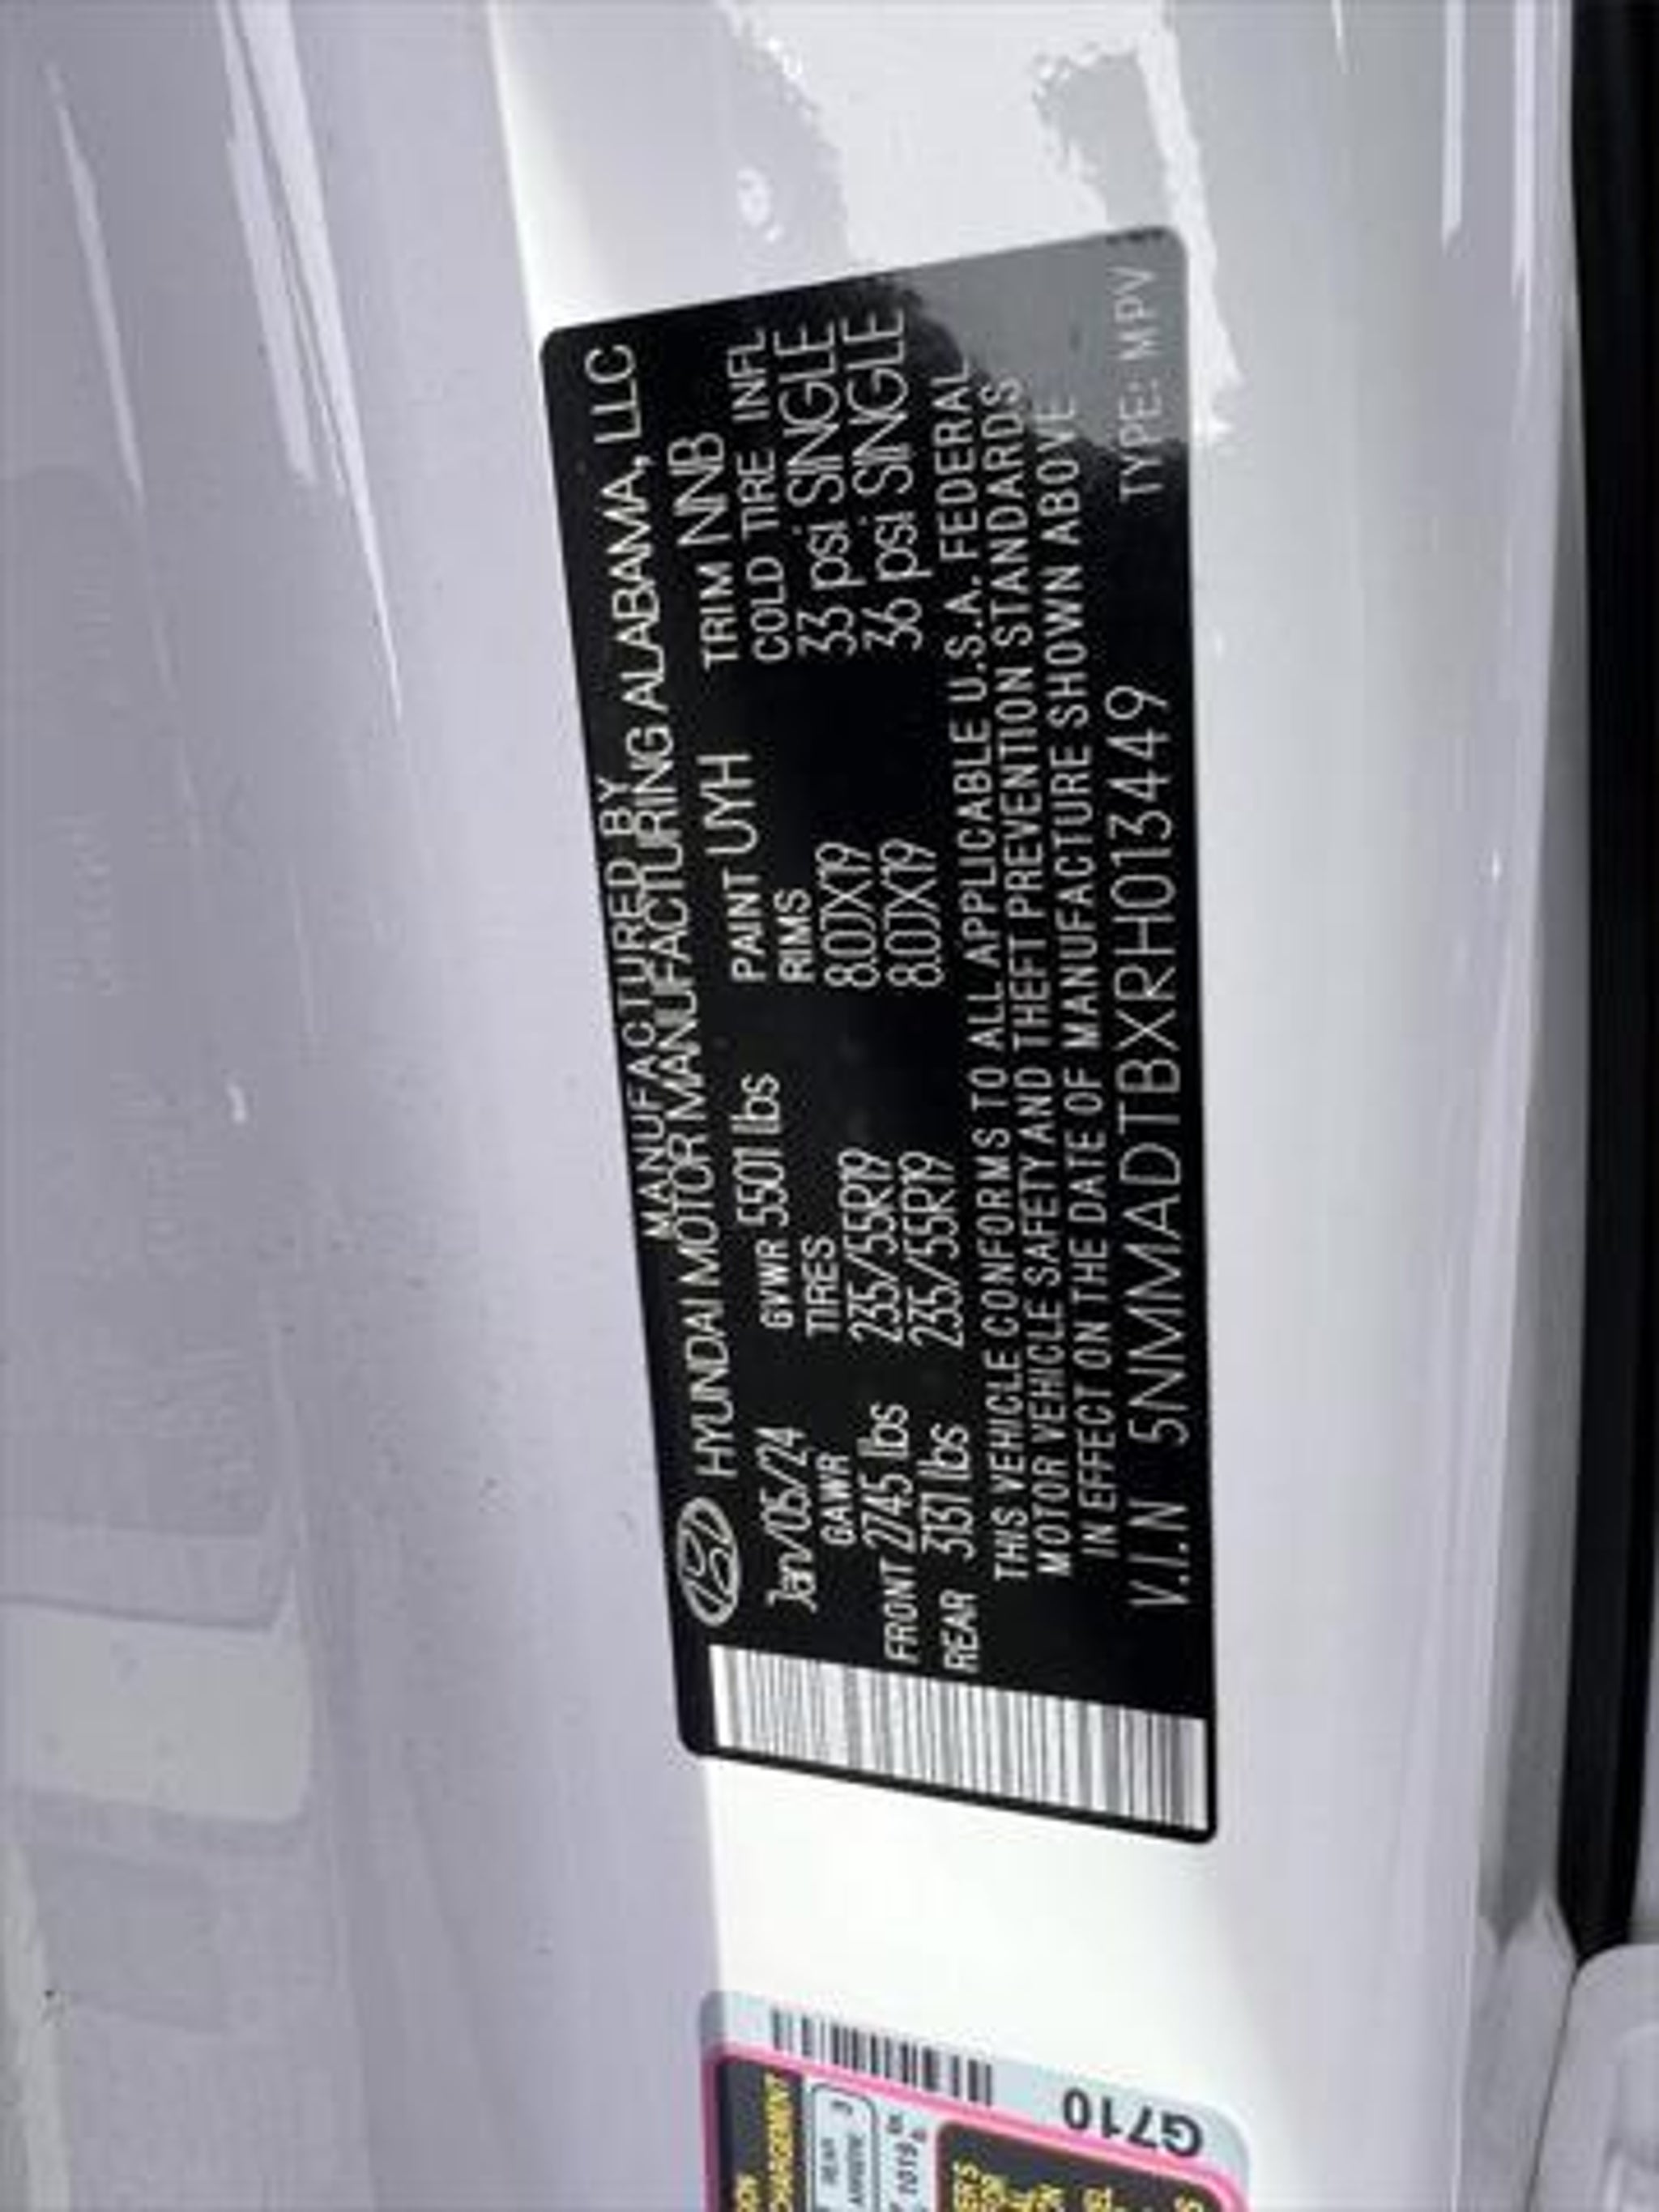 MANUFACTURED BY
HYUNDAI MOTOR MANUFACTURING ALABAMA, LLC
Jan/05/24 GVWR 5501 lbs PAINT UYH TRIM NNB
GAWR TIRES RIMS COLD TIRE INFL
FRONT 2745 lbs 235/55R19 8.0JX19 33 psi SINGLE
REAR 3131 lbs 235/55R19 8.0JX19 36 psi SINGLE
THIS VEHICLE CONFORMS TO ALL APPLICABLE U.S.A. FEDERAL
MOTOR VEHICLE SAFETY AND THEFT PREVENTION STANDARDS
IN EFFECT ON THE DATE OF MANUFACTURE SHOWN ABOVE
V.I.N 5NMMADTBXRH013449 TYPE: MPV
G710
REAR
3